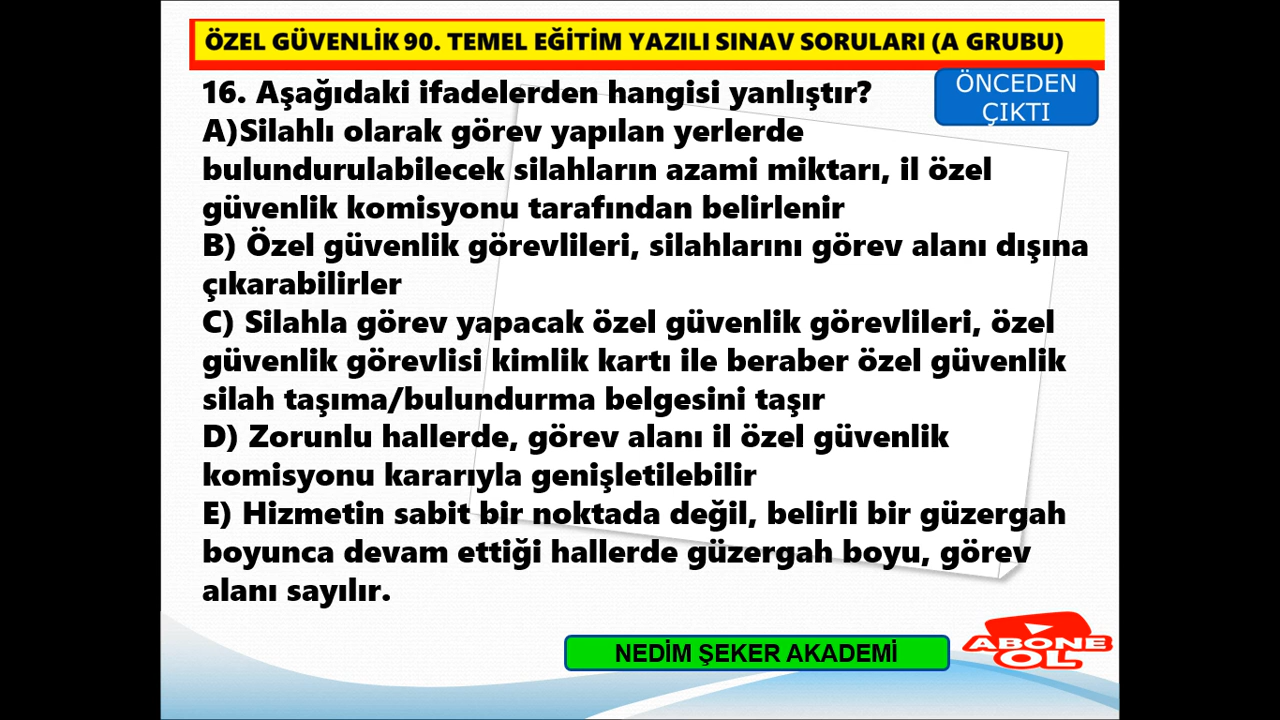 ÖZEL GÜVENLİK 90. TEMEL EĞİTİM YAZILI SINAV SORULARI (A GRUBU)
ÖNCEDEN
ÇIKTI
16. Aşağıdaki ifadelerden hangisi yanlıştır?
A)Silahlı olarak görev yapılan yerlerde
bulundurulabilecek silahların azami miktarı, il özel
güvenlik komisyonu tarafından belirlenir
B) Özel güvenlik görevlileri, silahlarını görev alanı dışına
çıkarabilirler
C) Silahla görev yapacak özel güvenlik görevlileri, özel
güvenlik görevlisi kimlik kartı ile beraber özel güvenlik
silah taşıma/bulundurma belgesini taşır
D) Zorunlu hallerde, görev alanı il özel güvenlik
komisyonu kararıyla genişletilebilir
E) Hizmetin sabit bir noktada değil, belirli bir güzergah
boyunca devam ettiği hallerde güzergah boyu, görev
alanı sayılır.
NEDİM ŞEKER AKADEMİ
ABONE
OL